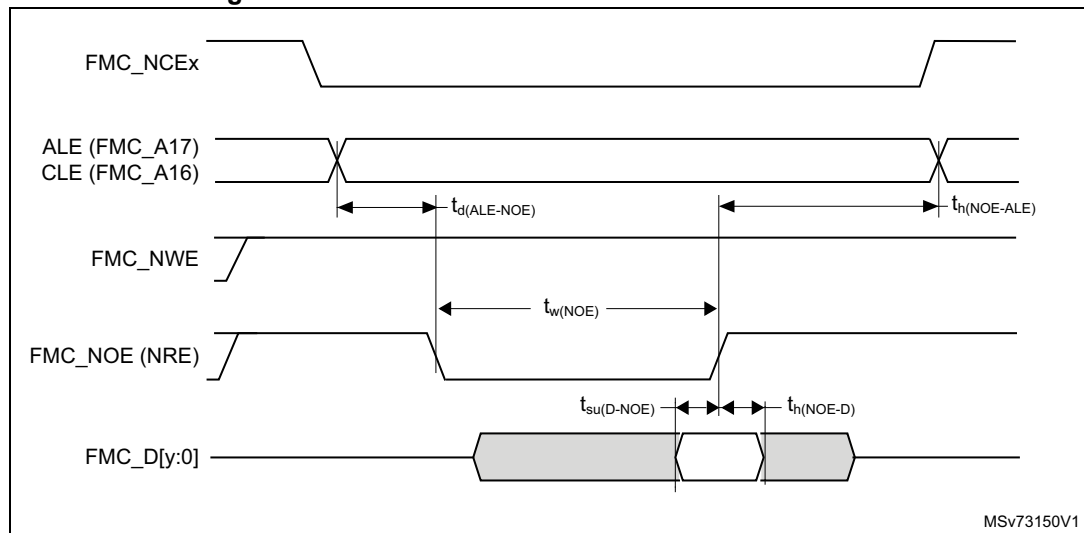 g
FMC_NCEx
ALE (FMC_A17)
CLE (FMC_A16)
td(ALE-NOE)
th(NOE-ALE)
FMC_NWE
tw(NOE)
FMC_NOE (NRE)
tsu(D-NOE)
th(NOE-D)
FMC_D[y:0]
MSv73150V1